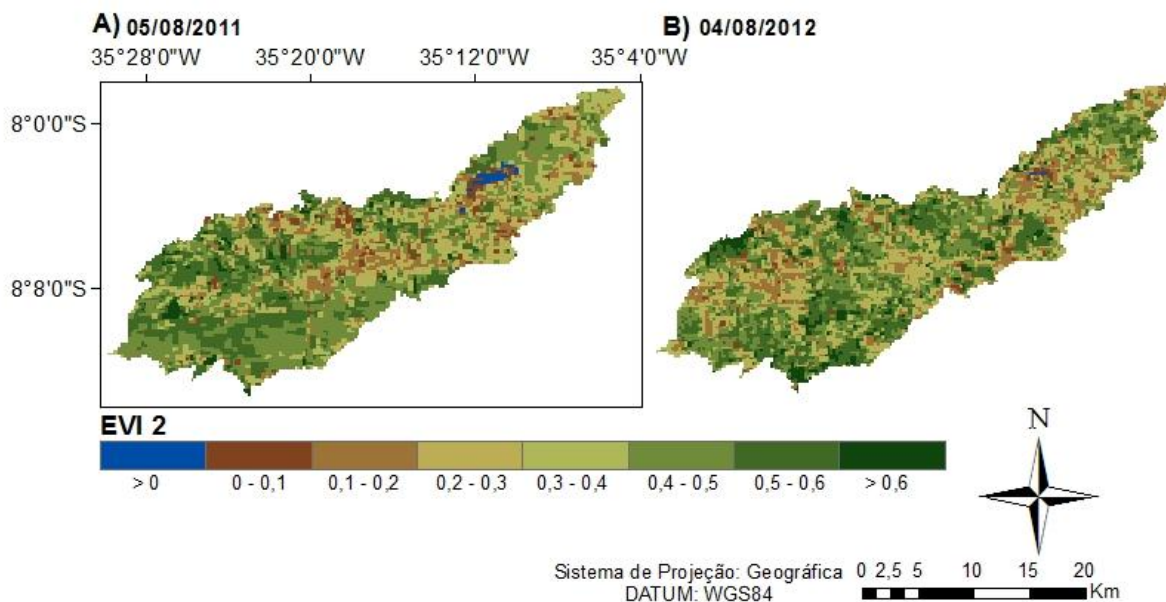 A) 05/08/2011
B) 04/08/2012
35°28'0"W 35°20'0"W 35°12'0"W 35°4'0"W
8°0'0"S
8°8'0"S
EVI 2
> 0 0 - 0,1 0,1 - 0,2 0,2 - 0,3 0,3 - 0,4 0,4 - 0,5 0,5 - 0,6 > 0,6
N
Sistema de Projeção: Geográfica
DATUM: WGS84
0 2,5 5 10 15 20
Km